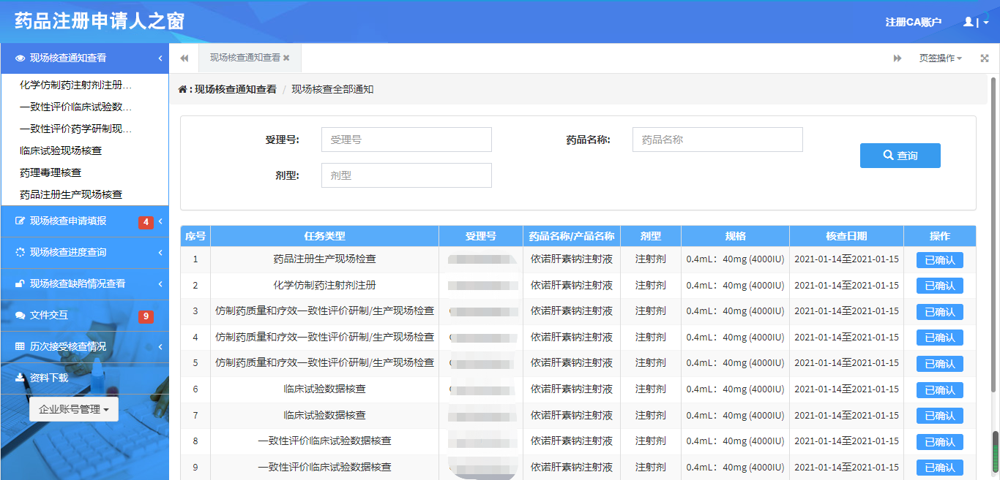 药品注册申请人之窗
注册CA账户
|
现场核查通知查看
化学仿制药注射剂注册...
一致性评价临床试验数...
一致性评价药学研制现...
临床试验现场核查
药理毒理核查
药品注册生产现场核查
现场核查申请填报 4
现场核查进度查询
现场核查缺陷情况查看
文件交互 9
历次接受核查情况
资料下载
企业账号管理
现场核查通知查看
页签操作
: 现场核查通知查看 / 现场核查全部通知
受理号: 受理号 药品名称: 药品名称
查询
剂型: 剂型
序号 任务类型 受理号 药品名称/产品名称 剂型 规格 核查日期 操作
1 药品注册生产现场检查 依诺肝素钠注射液 注射剂 0.4mL：40mg (4000IU) 2021-01-14至2021-01-15 已确认
2 化学仿制药注射剂注册 依诺肝素钠注射液 注射剂 0.4mL：40mg (4000IU) 2021-01-14至2021-01-15 已确认
3 仿制药质量和疗效一致性评价研制/生产现场检查 依诺肝素钠注射液 注射剂 0.4mL：40mg (4000IU) 2021-01-14至2021-01-15 已确认
4 仿制药质量和疗效一致性评价研制/生产现场检查 依诺肝素钠注射液 注射剂 0.4mL：40mg (4000IU) 2021-01-14至2021-01-15 已确认
5 仿制药质量和疗效一致性评价研制/生产现场检查 依诺肝素钠注射液 注射剂 0.4mL：40mg (4000IU) 2021-01-14至2021-01-15 已确认
6 临床试验数据核查 依诺肝素钠注射液 注射剂 0.4mL：40mg (4000IU) 2021-01-14至2021-01-15 已确认
7 临床试验数据核查 依诺肝素钠注射液 注射剂 0.4mL：40mg (4000IU) 2021-01-14至2021-01-15 已确认
8 一致性评价临床试验数据核查 依诺肝素钠注射液 注射剂 0.4mL：40mg (4000IU) 2021-01-14至2021-01-15 已确认
9 一致性评价临床试验数据核查 依诺肝素钠注射液 注射剂 0.4mL：40mg (4000IU) 2021-01-14至2021-01-15 已确认